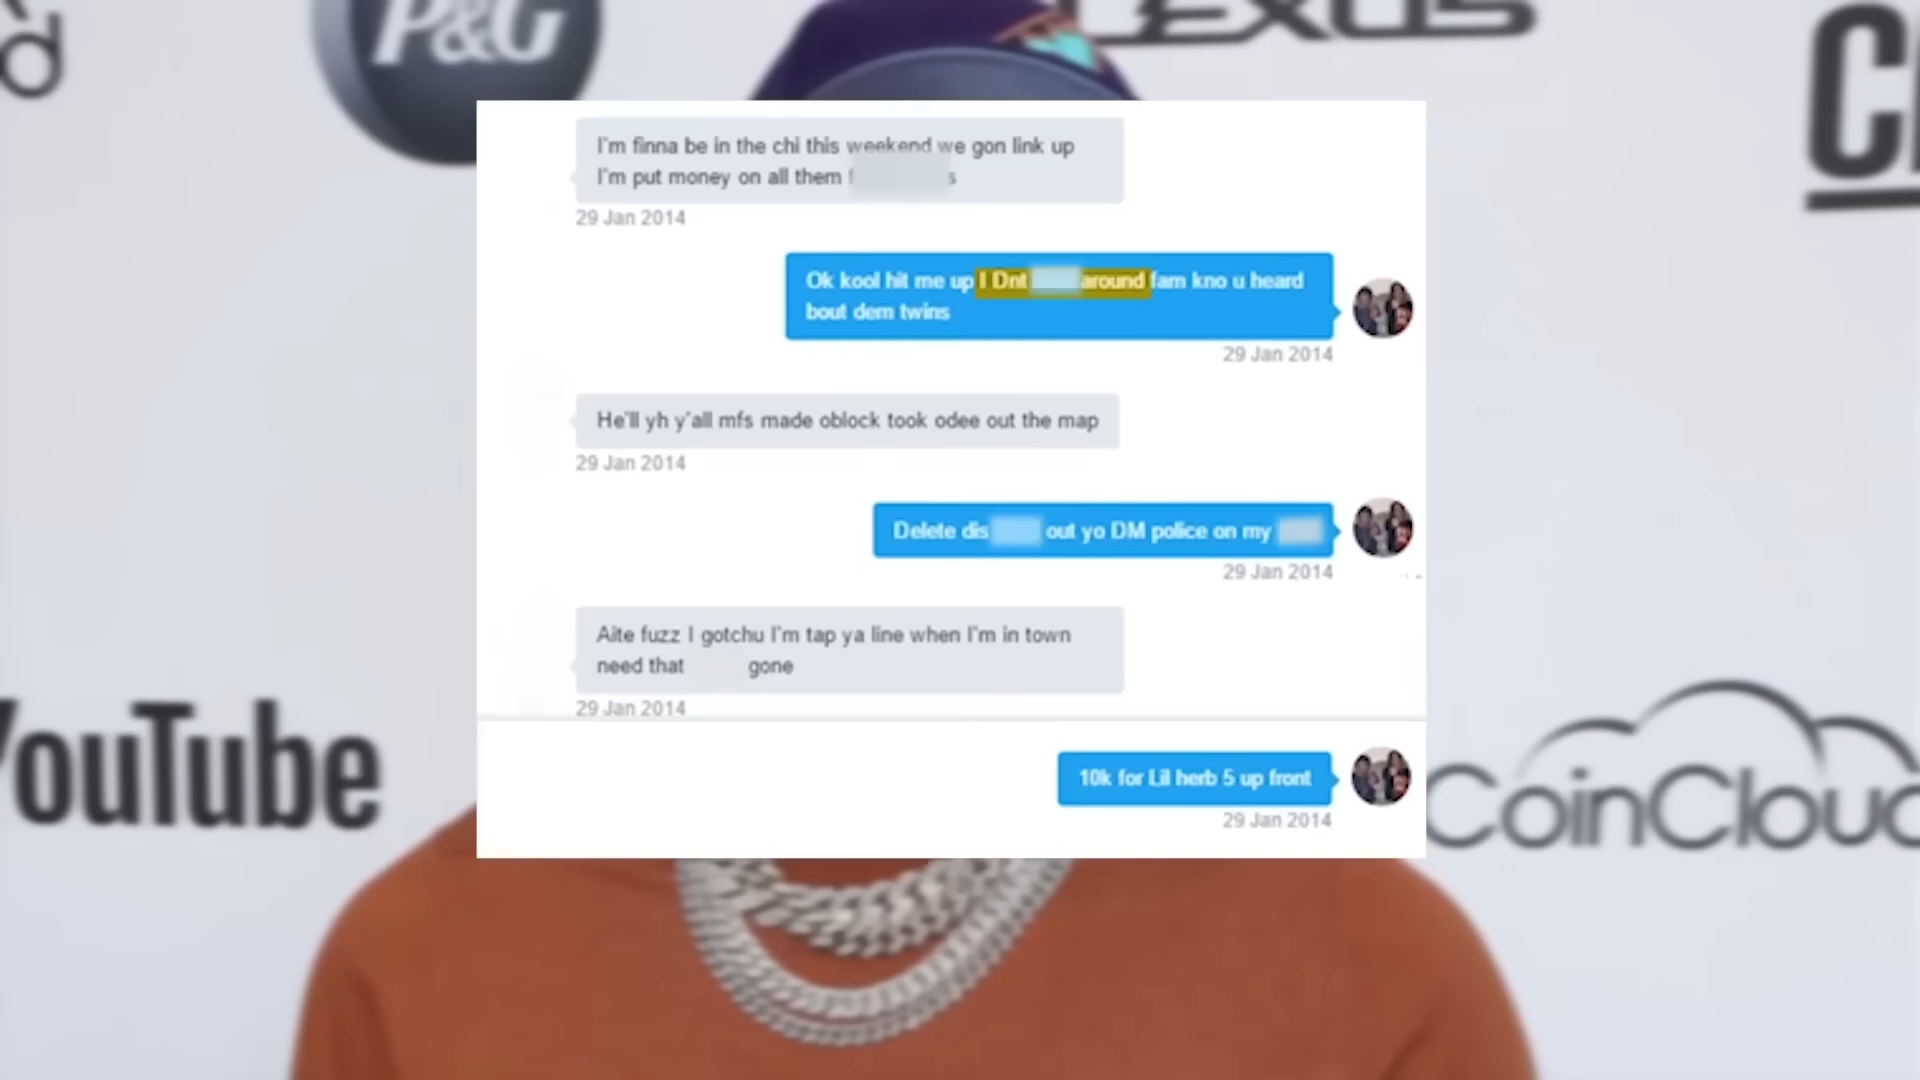 d
P&G
LEXUS
YouTube
CoinCloud
I'm finna be in the chi this weekend we gon link up
I'm put money on all them
29 Jan 2014
Ok kool hit me up I Dnt around fam kno u heard
bout dem twins
29 Jan 2014
He'll yh y'all mfs made oblock took odee out the map
29 Jan 2014
Delete dis out yo DM police on my
29 Jan 2014
Aite fuzz I gotchu I'm tap ya line when I'm in town
need that gone
29 Jan 2014
10k for Lil herb 5 up front
29 Jan 2014